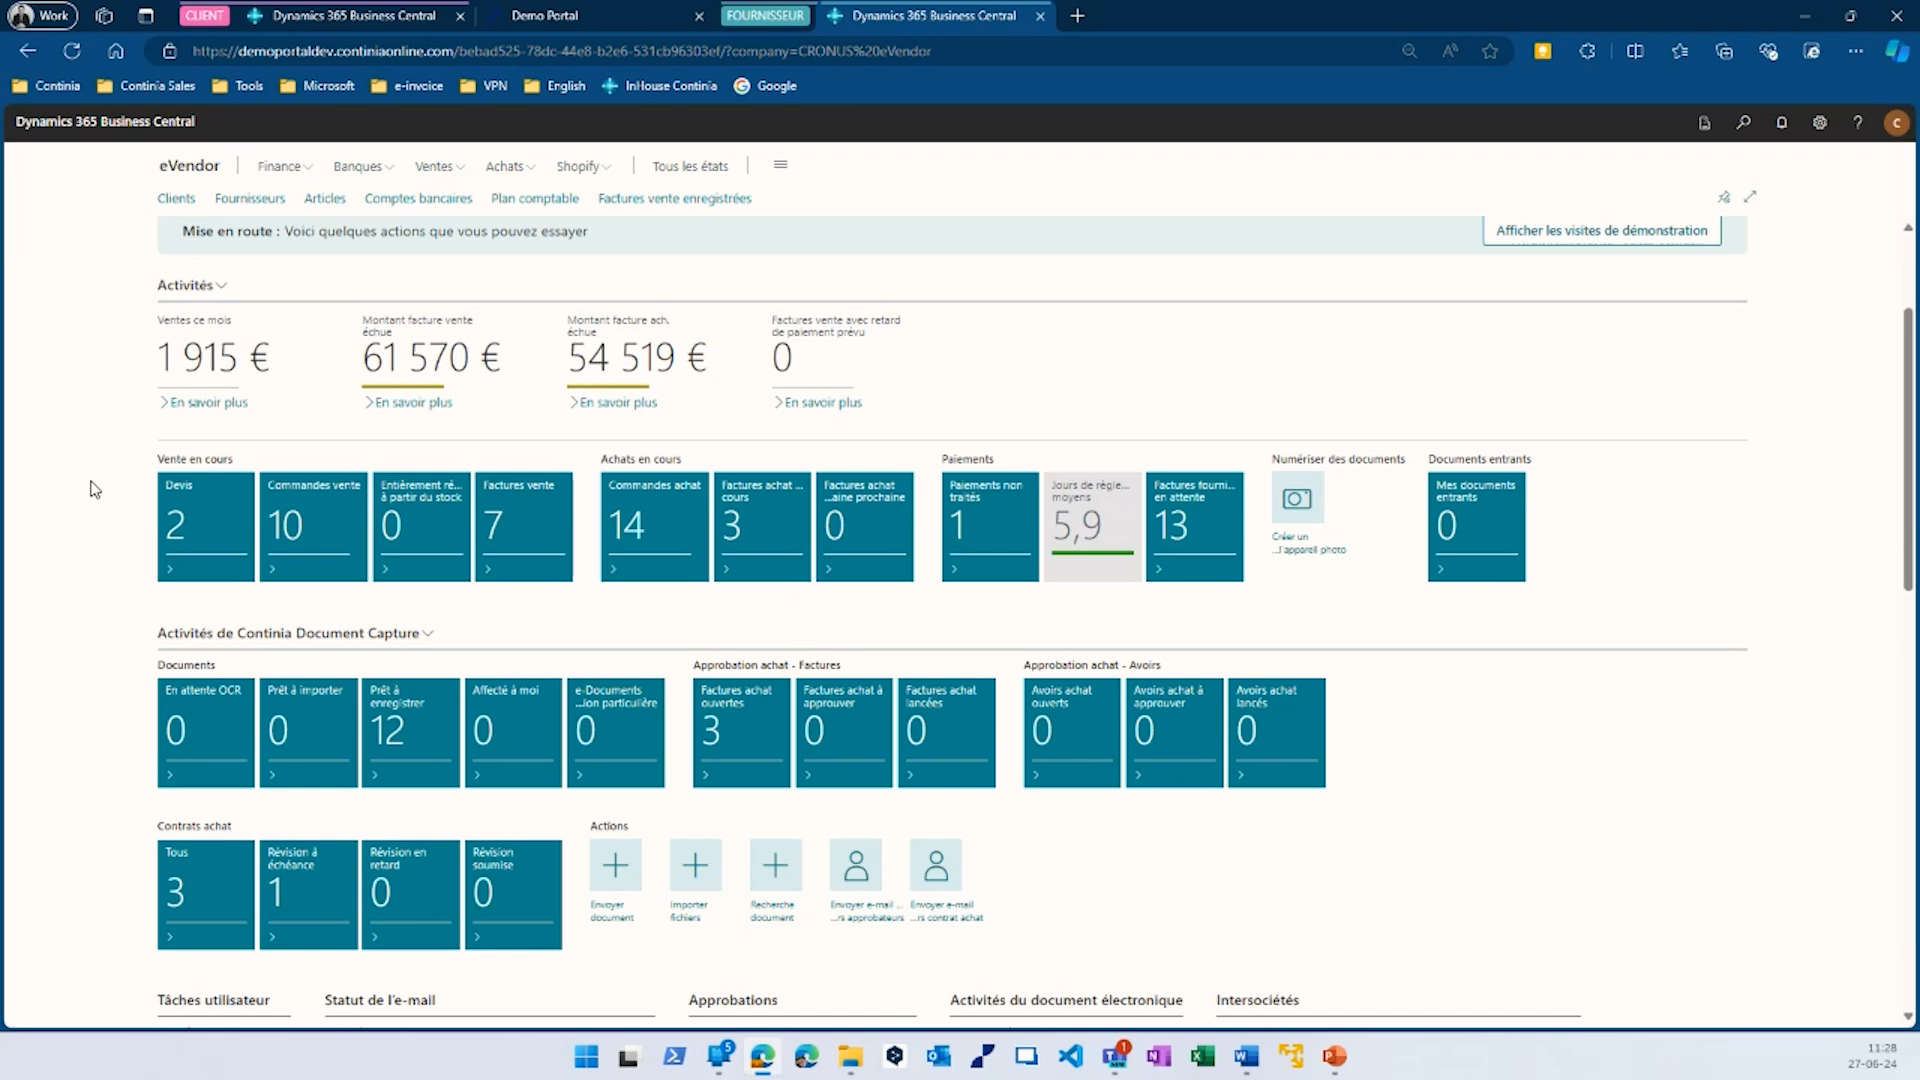 Work
CLIENT
Dynamics 365 Business Central
Demo Portal
FOURNISSEUR
Dynamics 365 Business Central
https://demoportaldev.continiaonline.com/bebad525-78dc-44e8-b2e6-531cb96303ef/?company=CRONUS%20eVendor
Continia
Continia Sales
Tools
Microsoft
e-invoice
VPN
English
InHouse Continia
Google
Dynamics 365 Business Central
C
eVendor
Finance
Banques
Ventes
Achats
Shopify
Tous les états
Clients
Fournisseurs
Articles
Comptes bancaires
Plan comptable
Factures vente enregistrées
Mise en route : Voici quelques actions que vous pouvez essayer
Afficher les visites de démonstration
Activités
Ventes ce mois
1 915 €
En savoir plus
Montant facture vente
échue
61 570 €
En savoir plus
Montant facture ach.
échue
54 519 €
En savoir plus
Factures vente avec retard
de paiement prévu
0
En savoir plus
Vente en cours
Devis
2
Commandes vente
10
Entièrement ré...
à partir du stock
0
Factures vente
7
Achats en cours
Commandes achat
14
Factures achat ...
cours
3
Factures achat
...aine prochaine
0
Paiements
Paiements non
traités
1
Jours de règle...
moyens
5,9
Factures fourni...
en attente
13
Numériser des documents
Créer un
...l'appareil photo
Documents entrants
Mes documents
entrants
0
Activités de Continia Document Capture
Documents
En attente OCR
0
Prêt à importer
0
Prêt à
enregistrer
12
Affecté à moi
0
e-Documents
...ion particulière
0
Approbation achat - Factures
Factures achat
ouvertes
3
Factures achat à
approuver
0
Factures achat
lancées
0
Approbation achat - Avoirs
Avoirs achat
ouverts
0
Avoirs achat à
approuver
0
Avoirs achat
lancés
0
Contrats achat
Tous
3
Révision à
échéance
1
Révision en
retard
0
Révision
soumise
0
Actions
Envoyer
document
Importer
fichiers
Recherche
document
Envoyer e-mail ...
...rs approbateurs
Envoyer e-mail
...rs contrat achat
Tâches utilisateur
Statut de l'e-mail
Approbations
Activités du document électronique
Intersociétés
5
1
11:28
27-06-24